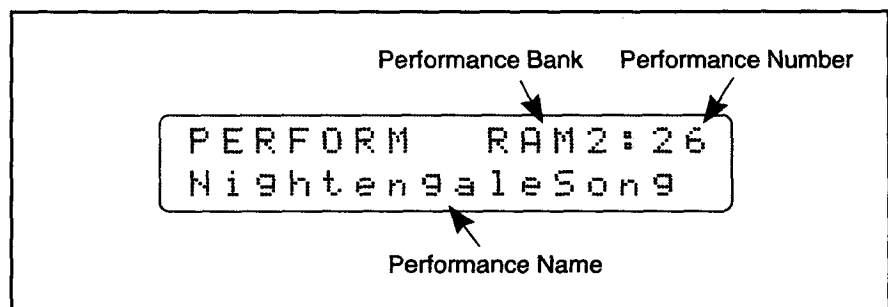 Performance Bank Performance Number
PERFORM RAM2:26
NightengaleSong
Performance Name